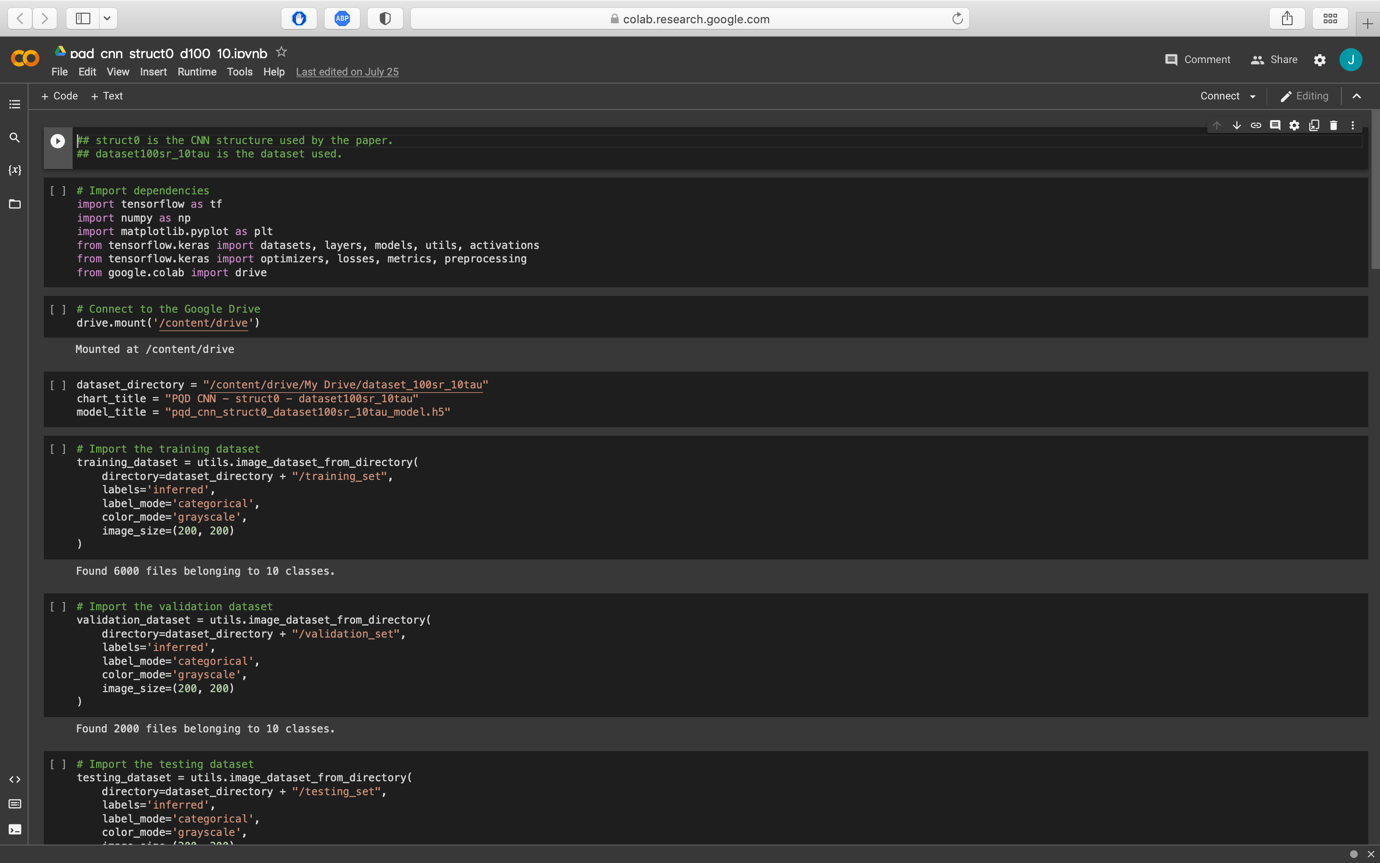 ABP
colab.research.google.com
pqd_cnn_struct0_d100_10.ipynb
File Edit View Insert Runtime Tools Help Last edited on July 25
Comment Share J
+ Code + Text
Connect Editing
## struct0 is the CNN structure used by the paper.
## dataset100sr_10tau is the dataset used.
[ ] # Import dependencies
import tensorflow as tf
import numpy as np
import matplotlib.pyplot as plt
from tensorflow.keras import datasets, layers, models, utils, activations
from tensorflow.keras import optimizers, losses, metrics, preprocessing
from google.colab import drive
[ ] # Connect to the Google Drive
drive.mount('/content/drive')
Mounted at /content/drive
[ ] dataset_directory = "/content/drive/My Drive/dataset_100sr_10tau"
chart_title = "PQD CNN - struct0 - dataset100sr_10tau"
model_title = "pqd_cnn_struct0_dataset100sr_10tau_model.h5"
[ ] # Import the training dataset
training_dataset = utils.image_dataset_from_directory(
directory=dataset_directory + "/training_set",
labels='inferred',
label_mode='categorical',
color_mode='grayscale',
image_size=(200, 200)
)
Found 6000 files belonging to 10 classes.
[ ] # Import the validation dataset
validation_dataset = utils.image_dataset_from_directory(
directory=dataset_directory + "/validation_set",
labels='inferred',
label_mode='categorical',
color_mode='grayscale',
image_size=(200, 200)
)
Found 2000 files belonging to 10 classes.
[ ] # Import the testing dataset
testing_dataset = utils.image_dataset_from_directory(
directory=dataset_directory + "/testing_set",
labels='inferred',
label_mode='categorical',
color_mode='grayscale',
image_size=(200, 200)